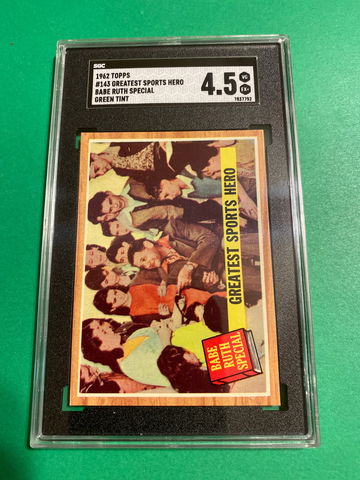 SGC
1962 TOPPS
#143 GREATEST SPORTS HERO
BABE RUTH SPECIAL
GREEN TINT
4.5
VG
EX+
1837792
GREATEST SPORTS HERO
BABE
RUTH
SPECIAL